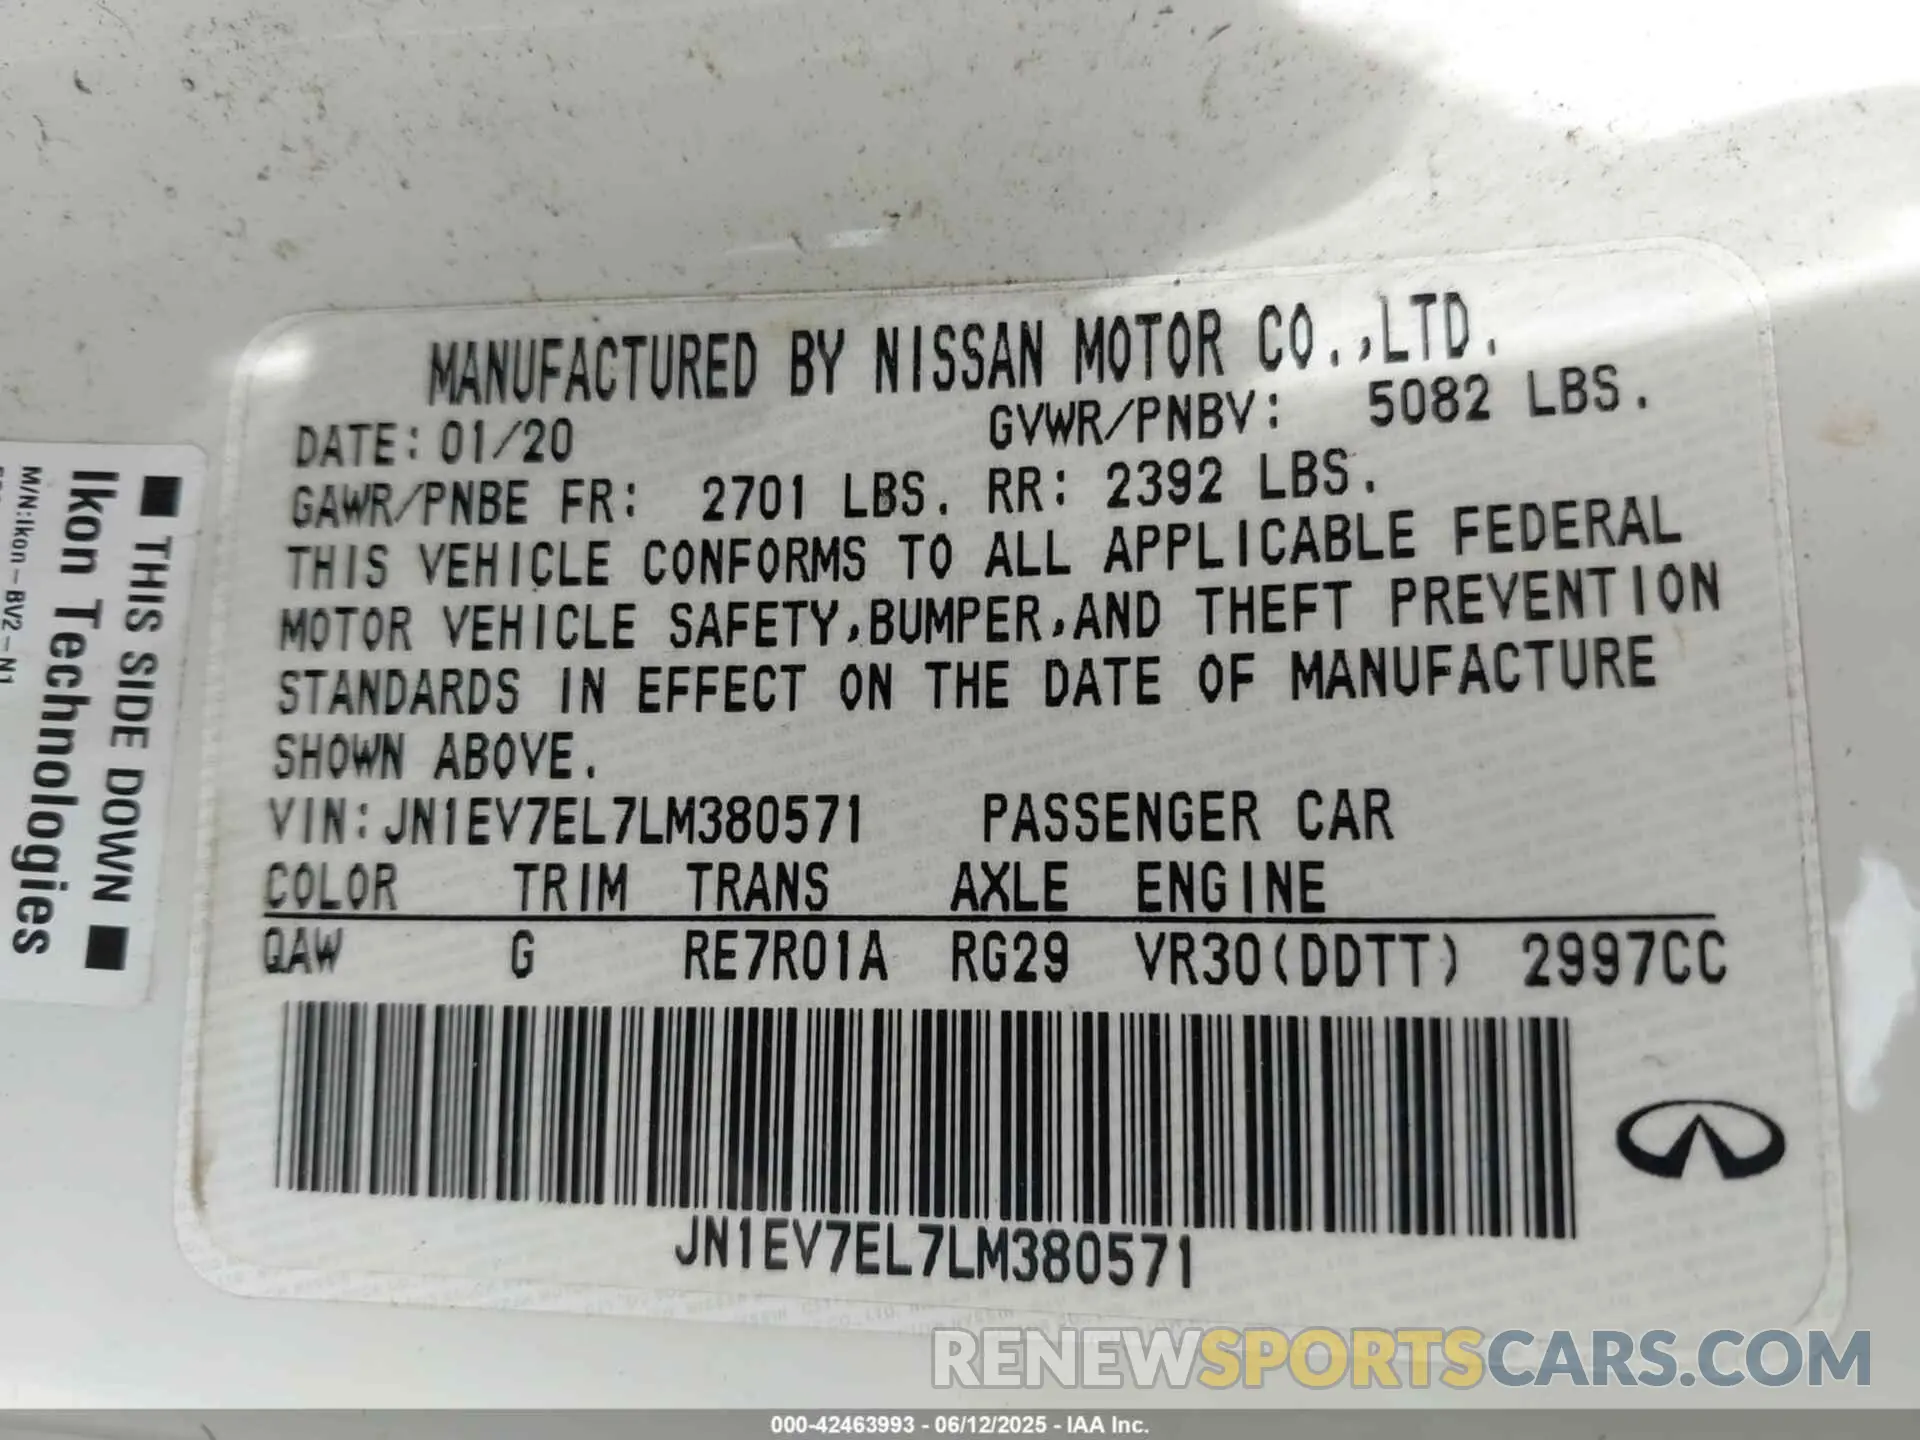 MANUFACTURED BY NISSAN MOTOR CO.,LTD.
DATE: 01/20 GVWR/PNBV: 5082 LBS.
GAWR/PNBE FR: 2701 LBS. RR: 2392 LBS.
THIS VEHICLE CONFORMS TO ALL APPLICABLE FEDERAL
MOTOR VEHICLE SAFETY,BUMPER,AND THEFT PREVENTION
STANDARDS IN EFFECT ON THE DATE OF MANUFACTURE
SHOWN ABOVE.
VIN:JN1EV7EL7LM380571 PASSENGER CAR
COLOR TRIM TRANS AXLE ENGINE
QAW G RE7R01A RG29 VR30(DDTT) 2997CC
JN1EV7EL7LM380571
■ THIS SIDE DOWN ■
Ikon Technologies
M/N:Ikon-BV2-N1
RENEWSPORTSCARS.COM
000-42463993 - 06/12/2025 - IAA Inc.